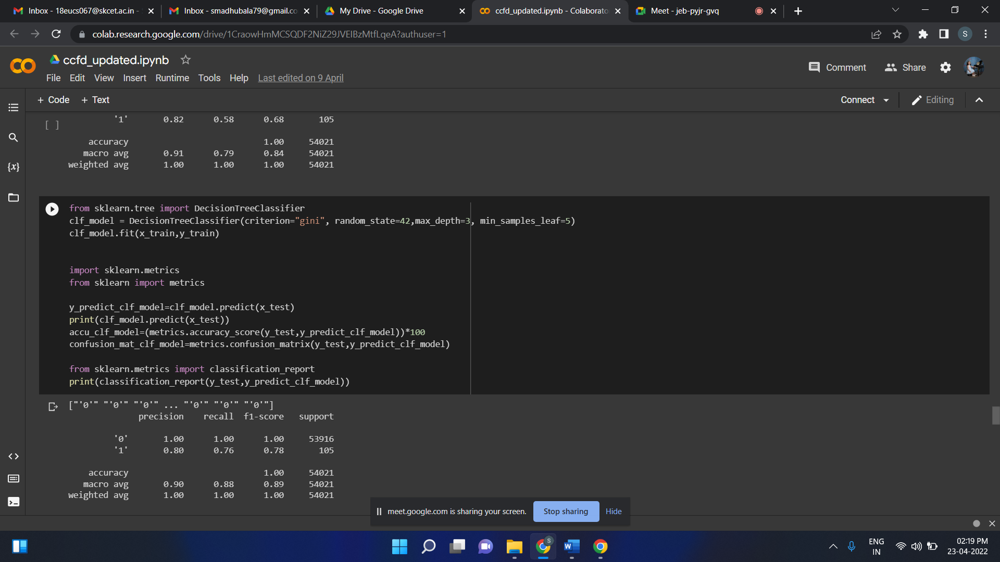 Inbox - 18eucs067@skcet.ac.in -
Inbox - smadhubala79@gmail.co
My Drive - Google Drive
ccfd_updated.ipynb - Colaborato
Meet - jeb-pyjr-gvq
colab.research.google.com/drive/1CraowHmMCSQDF2NiZ29JVEIBzMtfLqeA?authuser=1
S
ccfd_updated.ipynb
Comment
Share
File Edit View Insert Runtime Tools Help Last edited on 9 April
+ Code + Text
Connect
Editing
[ ]
'1' 0.82 0.58 0.68 105
accuracy 1.00 54021
macro avg 0.91 0.79 0.84 54021
weighted avg 1.00 1.00 1.00 54021
{x}
from sklearn.tree import DecisionTreeClassifier
clf_model = DecisionTreeClassifier(criterion="gini", random_state=42,max_depth=3, min_samples_leaf=5)
clf_model.fit(x_train,y_train)
import sklearn.metrics
from sklearn import metrics
y_predict_clf_model=clf_model.predict(x_test)
print(clf_model.predict(x_test))
accu_clf_model=(metrics.accuracy_score(y_test,y_predict_clf_model))*100
confusion_mat_clf_model=metrics.confusion_matrix(y_test,y_predict_clf_model)
from sklearn.metrics import classification_report
print(classification_report(y_test,y_predict_clf_model))
["'0'" "'0'" "'0'" ... "'0'" "'0'" "'0'"]
precision recall f1-score support
'0' 1.00 1.00 1.00 53916
'1' 0.80 0.76 0.78 105
accuracy 1.00 54021
macro avg 0.90 0.88 0.89 54021
weighted avg 1.00 1.00 1.00 54021
meet.google.com is sharing your screen. Stop sharing Hide
S
W
ENG
IN
02:19 PM
23-04-2022